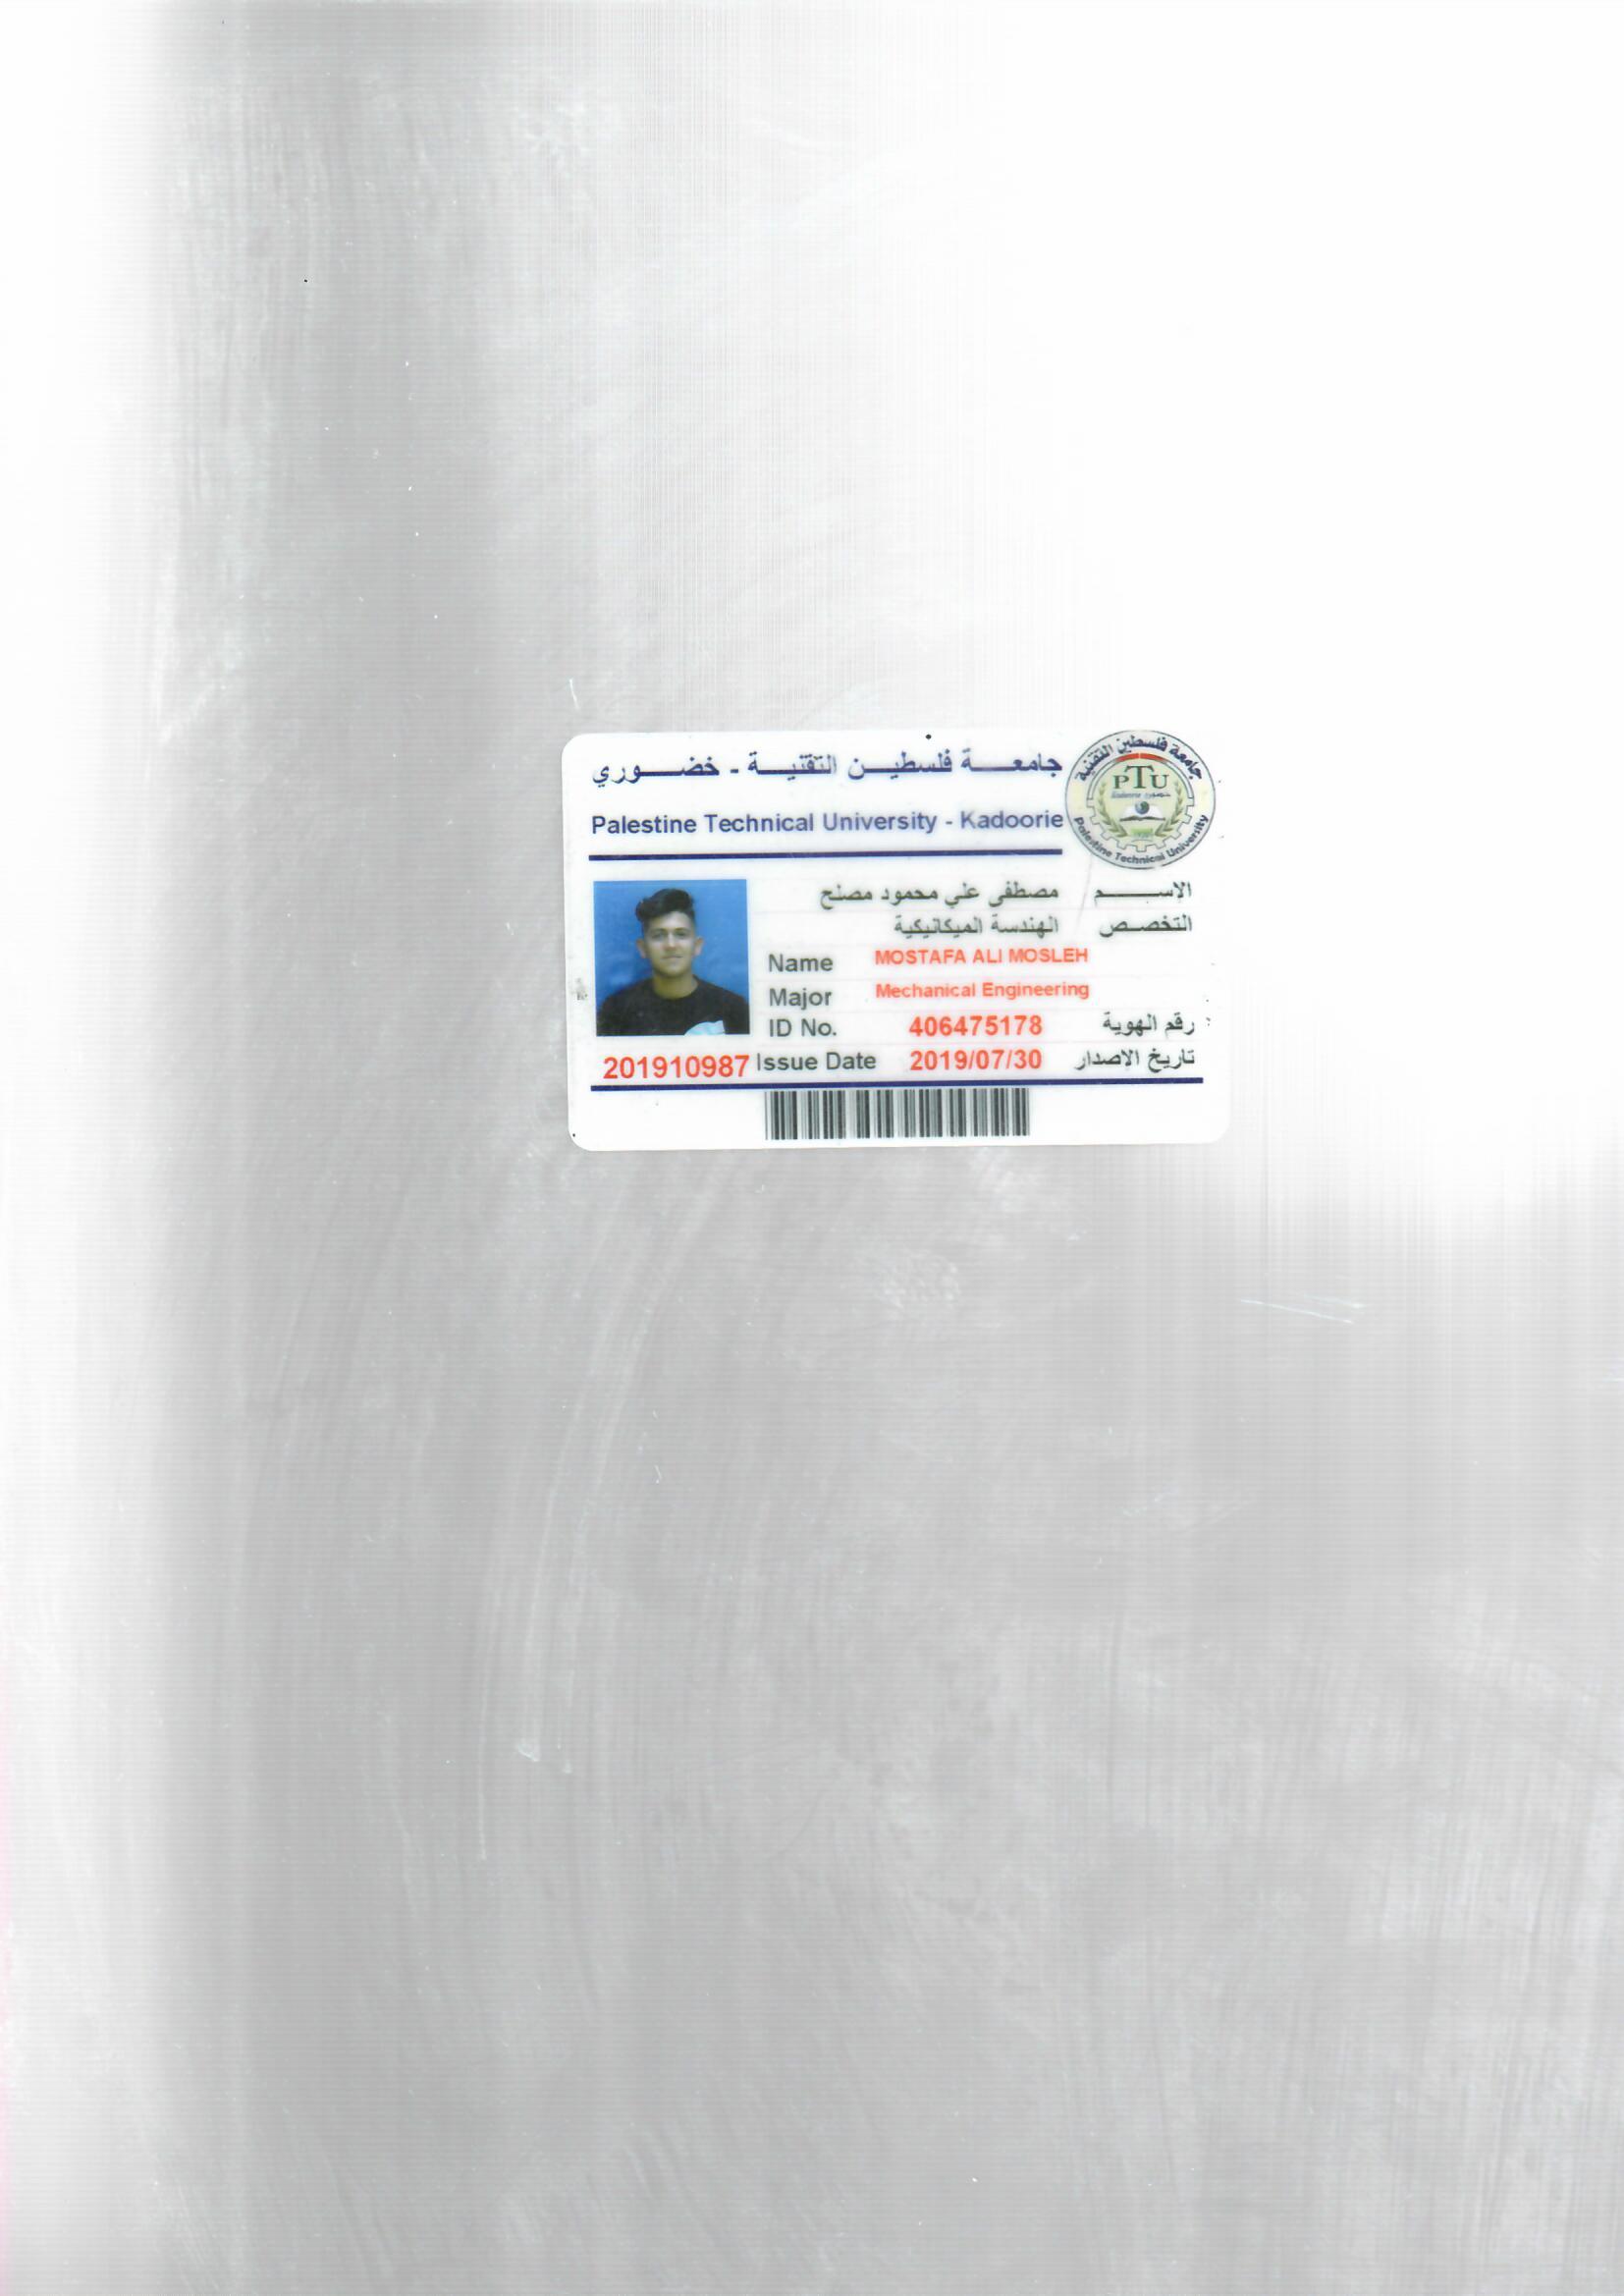 جامعة فلسطين التقنية - خضوري
Palestine Technical University - Kadoorie
جامعة فلسطين التقنية
PTU
Palestine Technical University
الاسم مصطفى علي محمود مصلح
التخصص الهندسة الميكانيكية
Name MOSTAFA ALI MOSLEH
Major Mechanical Engineering
ID No. 406475178 رقم الهوية
201910987 Issue Date 2019/07/30 تاريخ الاصدار